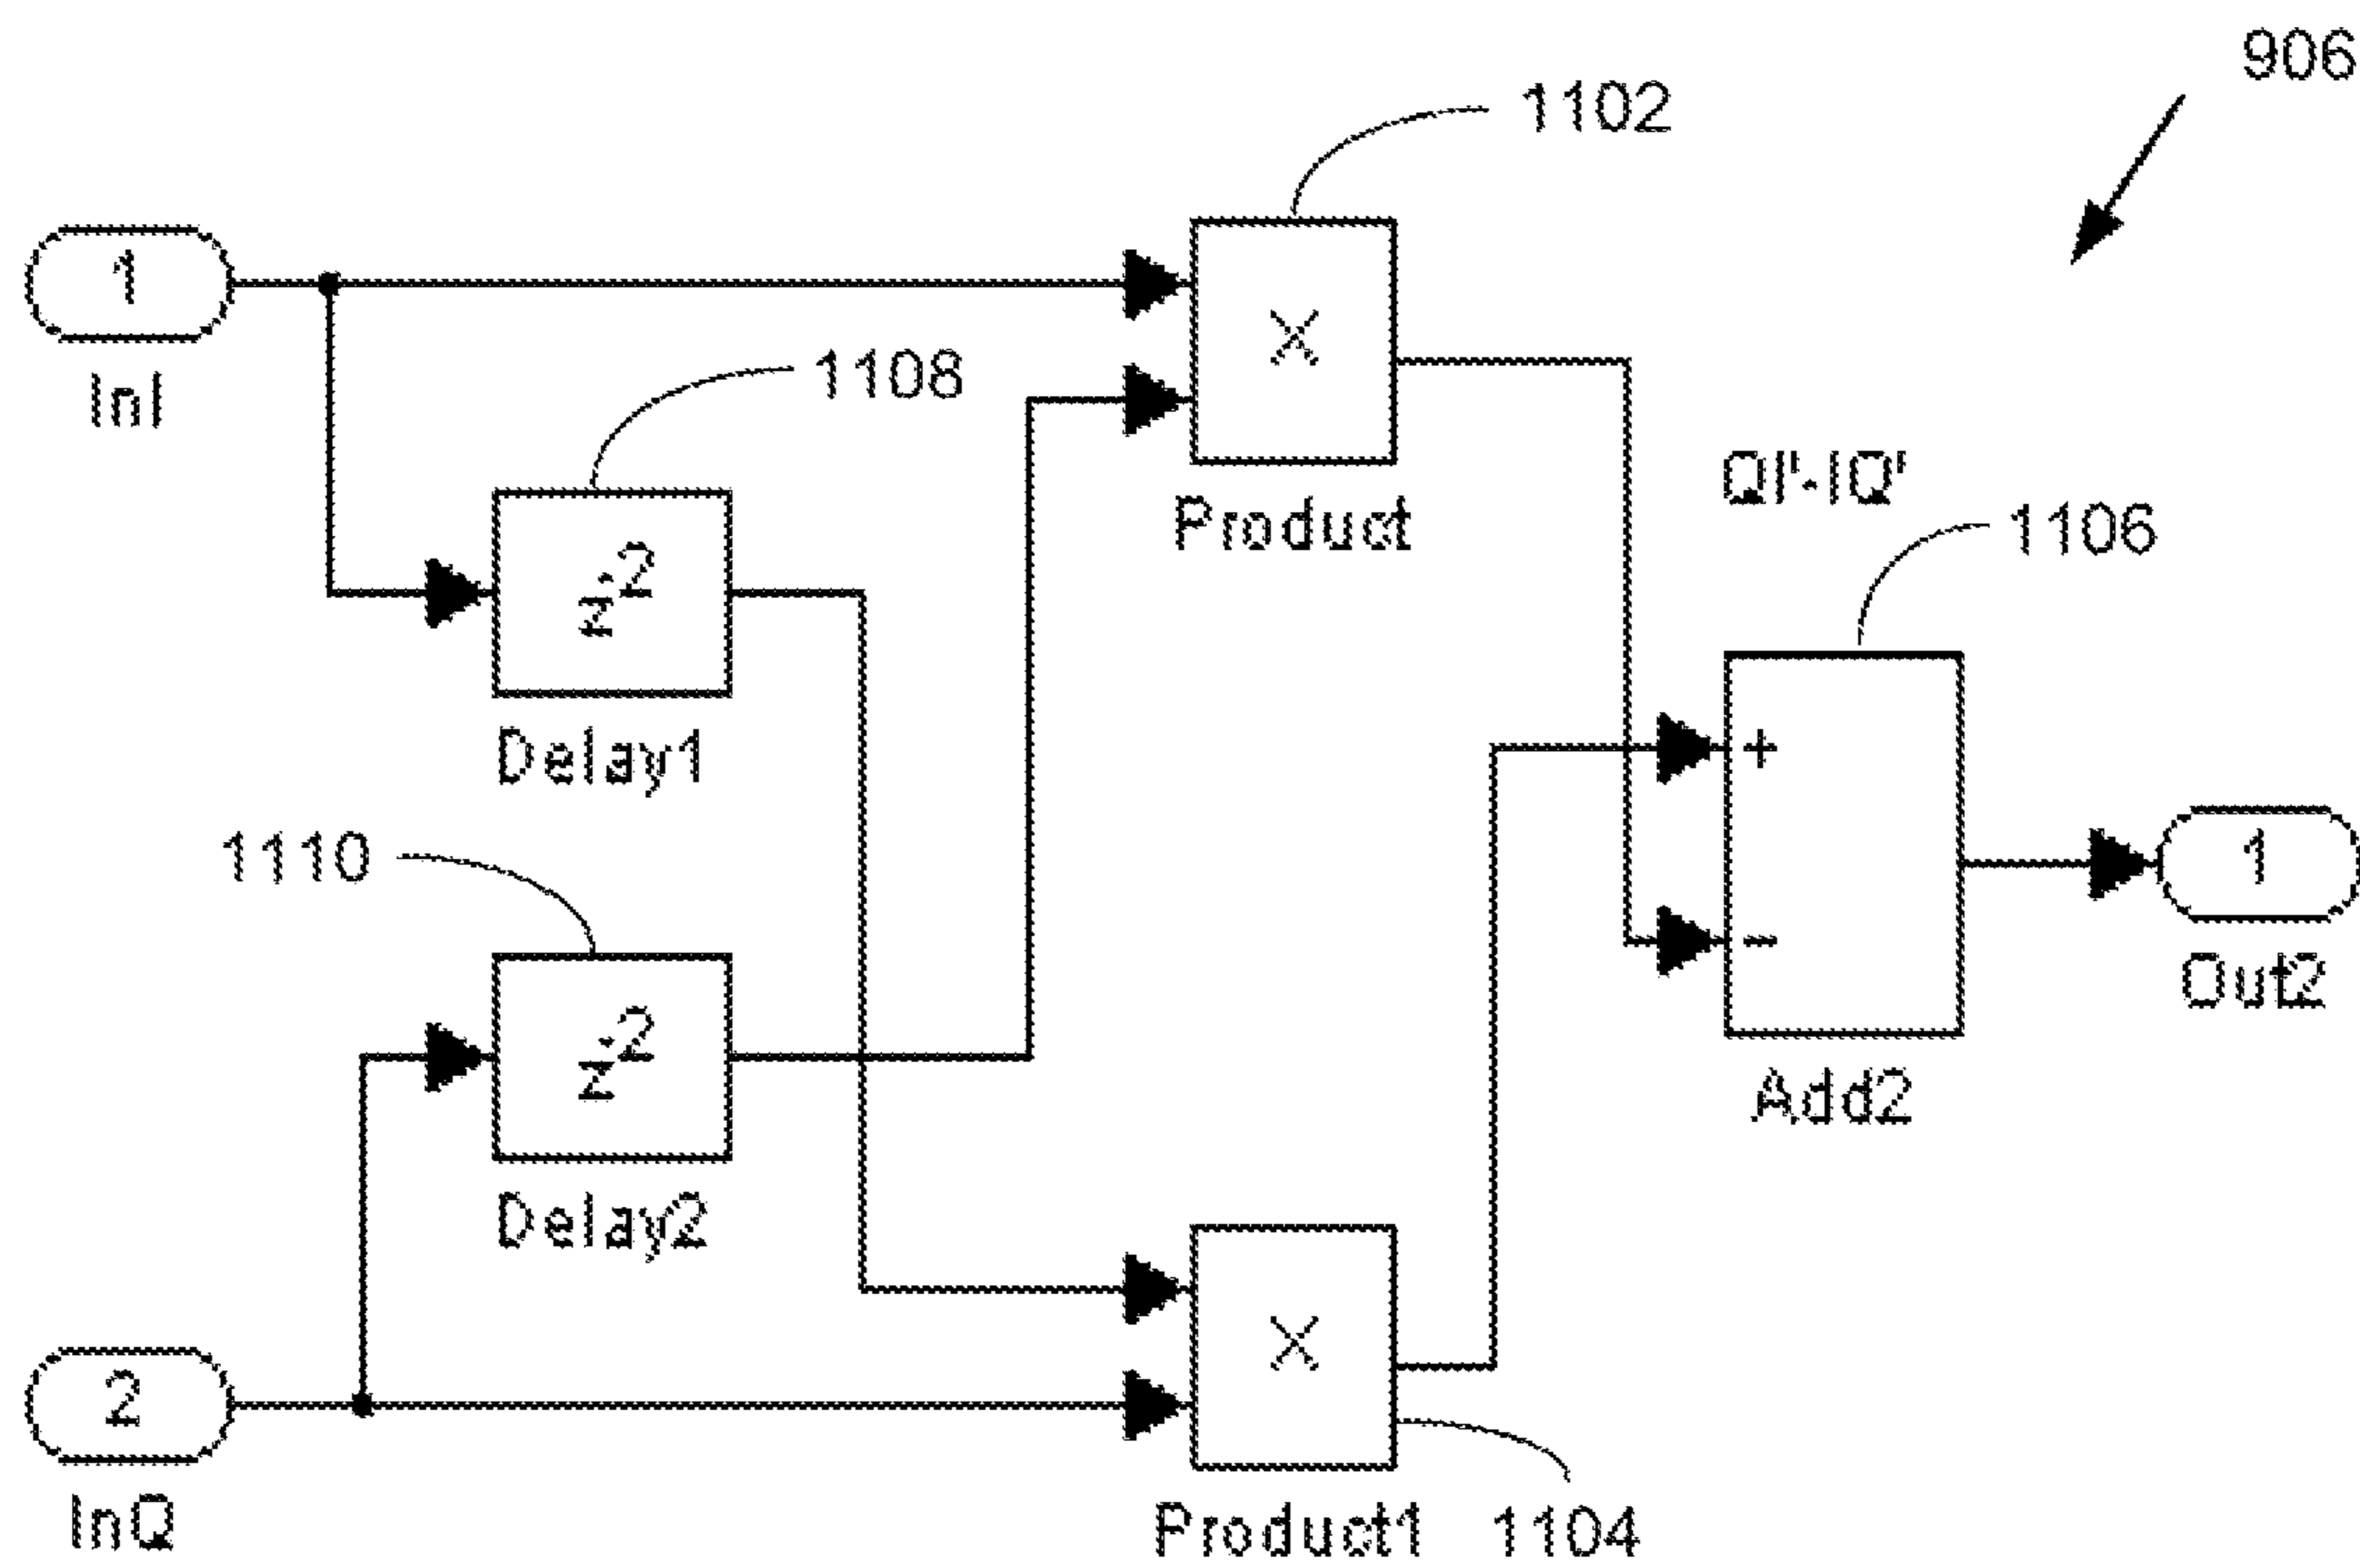 906
1102
1
InI
1108
X
Product
QI'-IQ'
1106
z-2
Delay1
+
−
1
Out2
Add2
1110
z-2
Delay2
2
InQ
X
Product1
1104